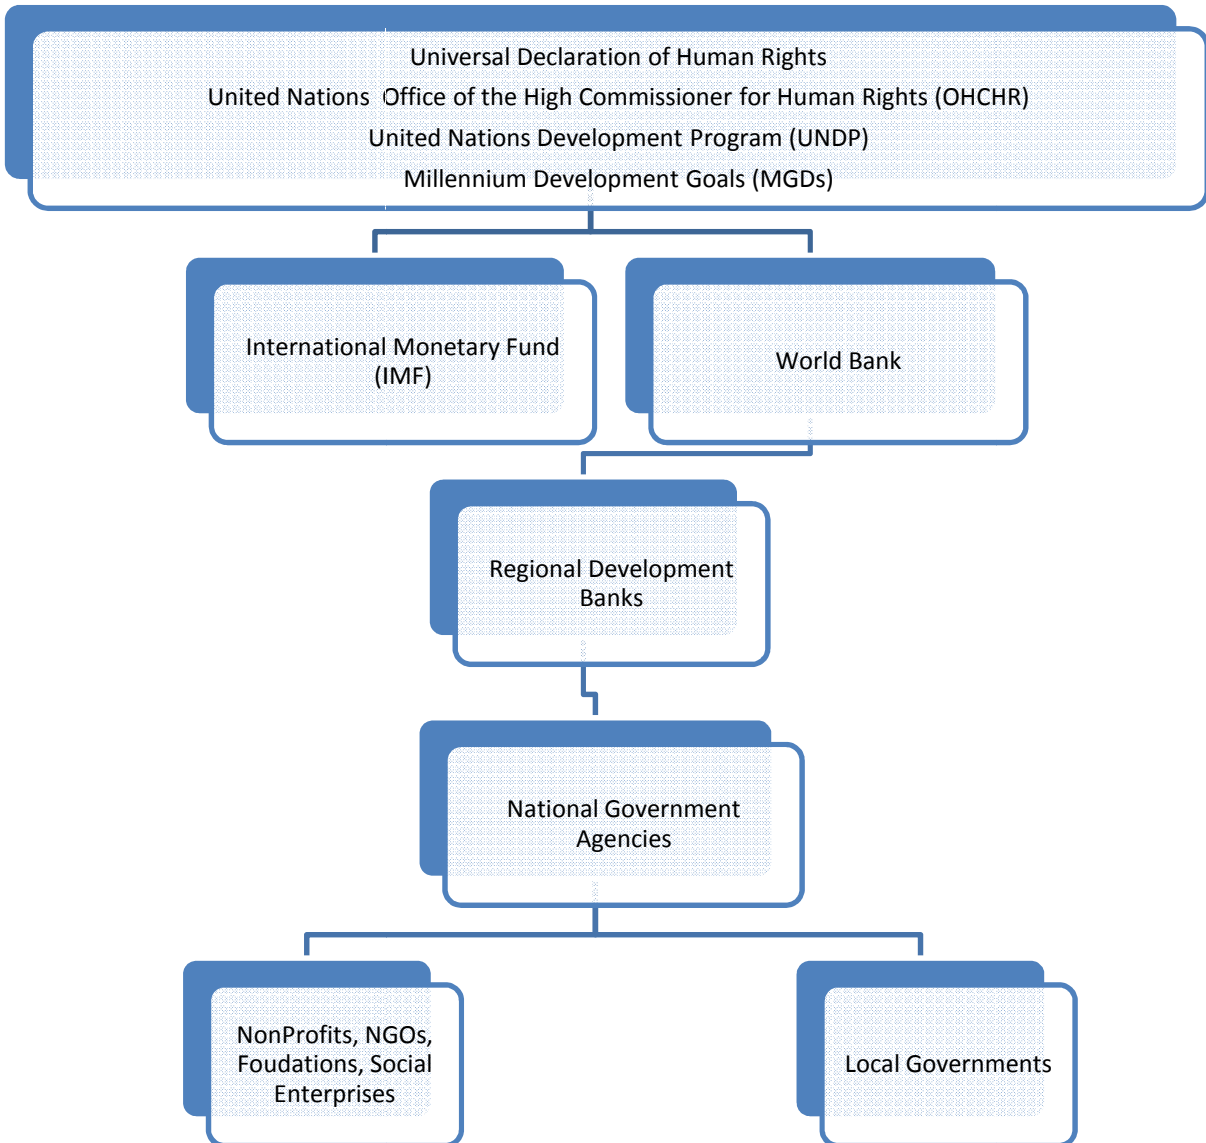 Universal Declaration of Human Rights
United Nations Office of the High Commissioner for Human Rights (OHCHR)
United Nations Development Program (UNDP)
Millennium Development Goals (MGDs)
International Monetary Fund
(IMF)
World Bank
Regional Development
Banks
National Government
Agencies
NonProfits, NGOs,
Foudations, Social
Enterprises
Local Governments